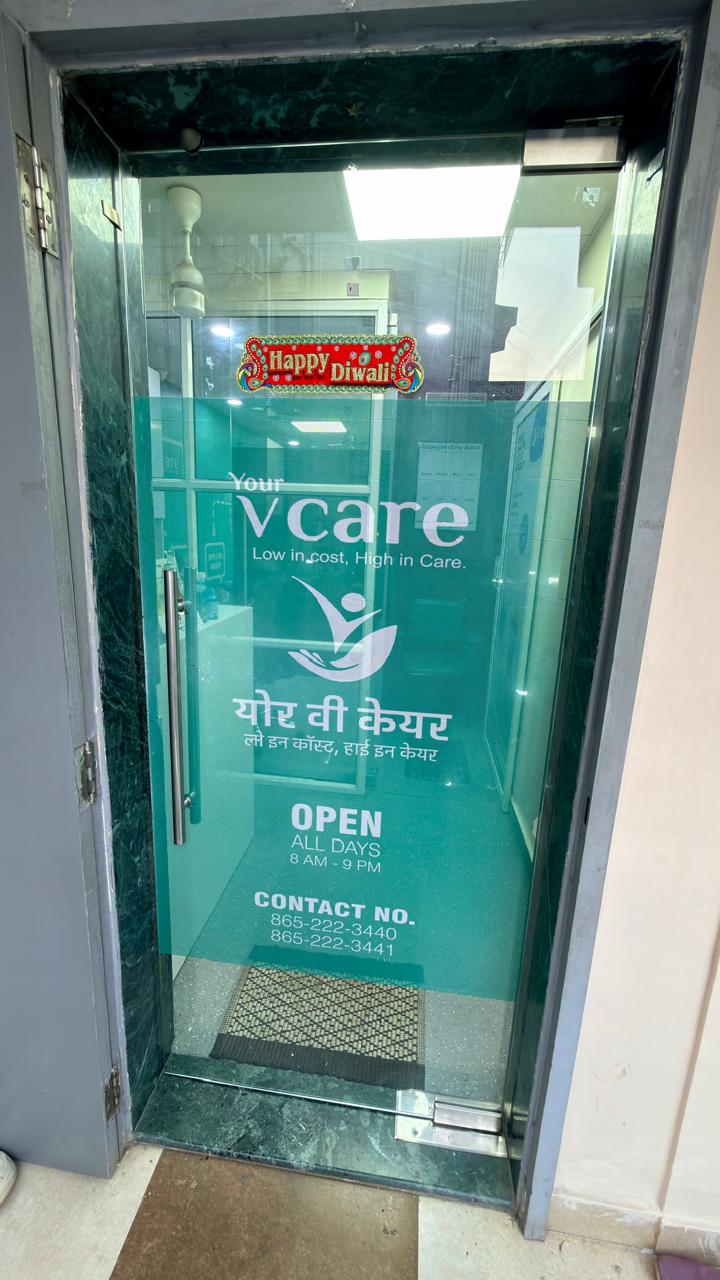 Happy Diwali
Your
vcare
Low in cost, High in Care.
योर वी केयर
लो इन कॉस्ट, हाई इन केयर
OPEN
ALL DAYS
8 AM - 9 PM
CONTACT NO.
865-222-3440
865-222-3441